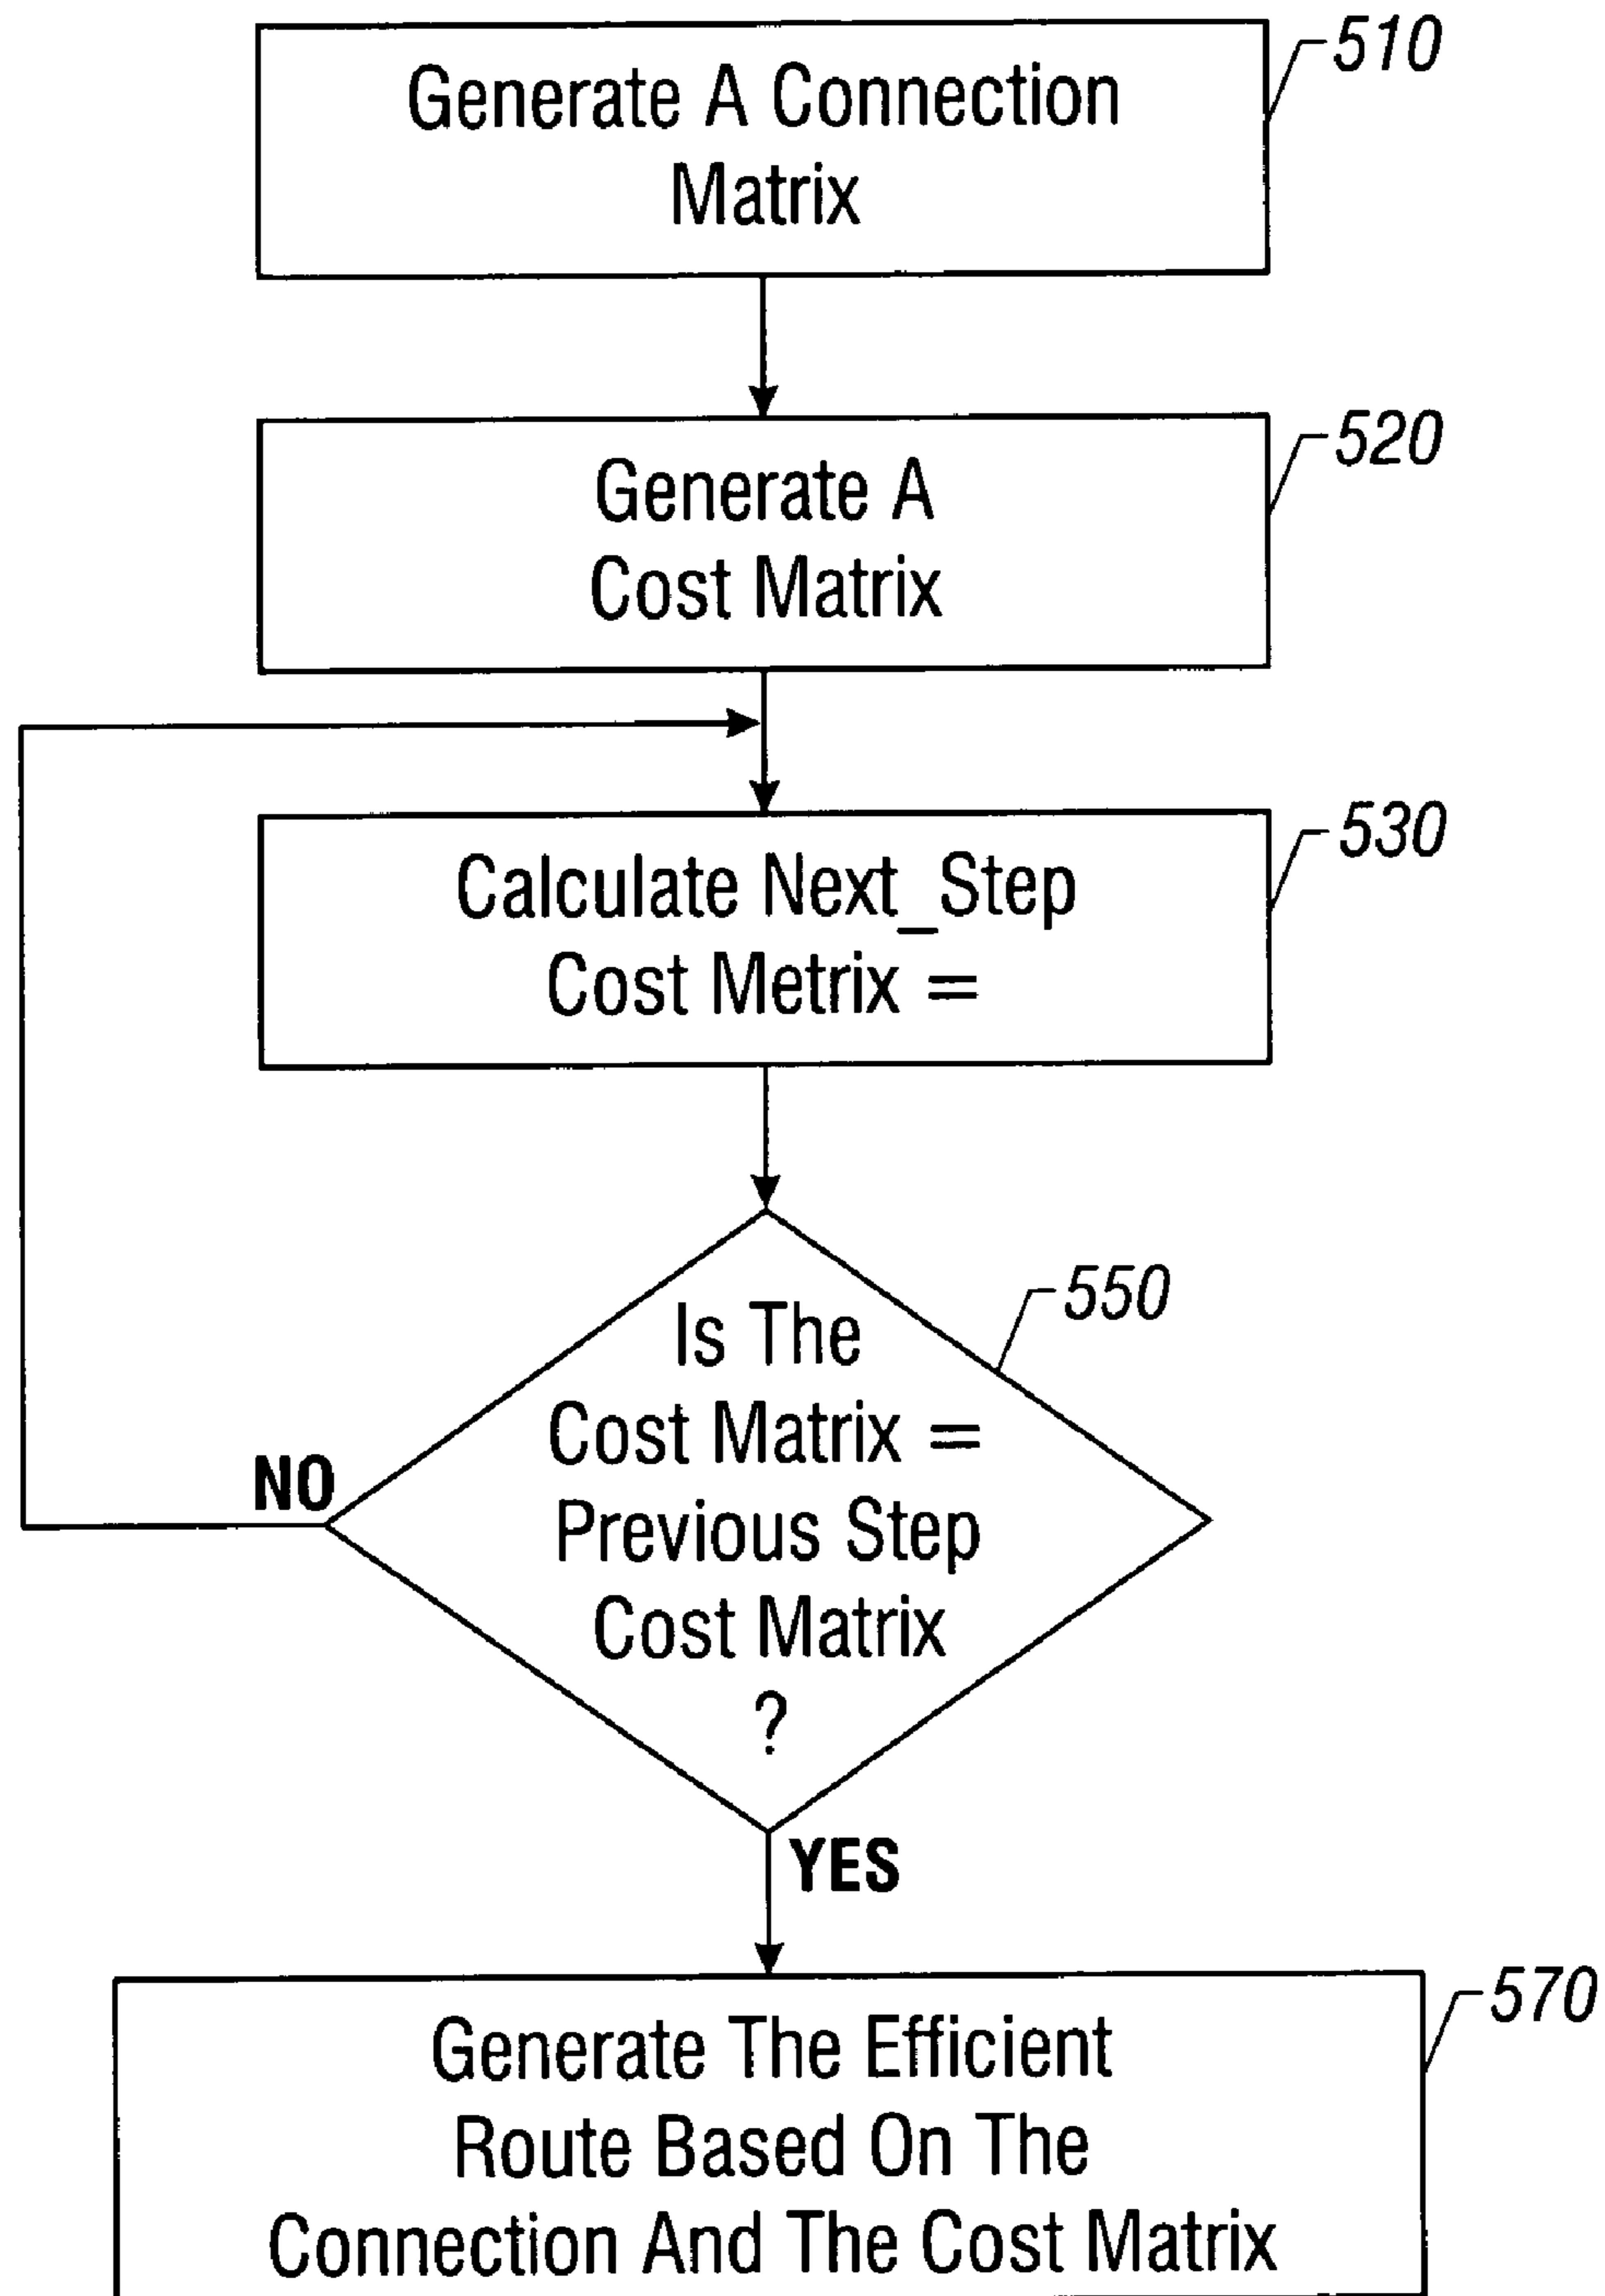 510
Generate A Connection
Matrix
520
Generate A
Cost Matrix
530
Calculate Next_Step
Cost Metrix =
550
Is The
Cost Matrix =
Previous Step
Cost Matrix
?
NO
YES
570
Generate The Efficient
Route Based On The
Connection And The Cost Matrix